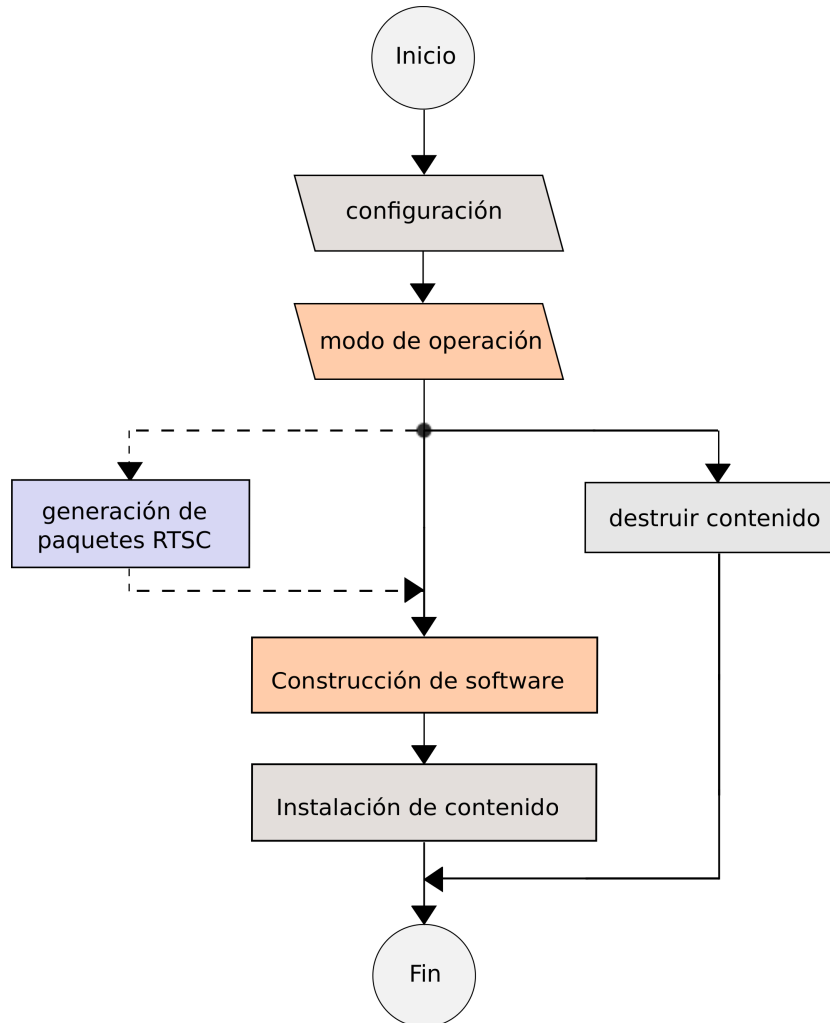 Inicio
configuración
modo de operación
generación de
paquetes RTSC
destruir contenido
Construcción de software
Instalación de contenido
Fin